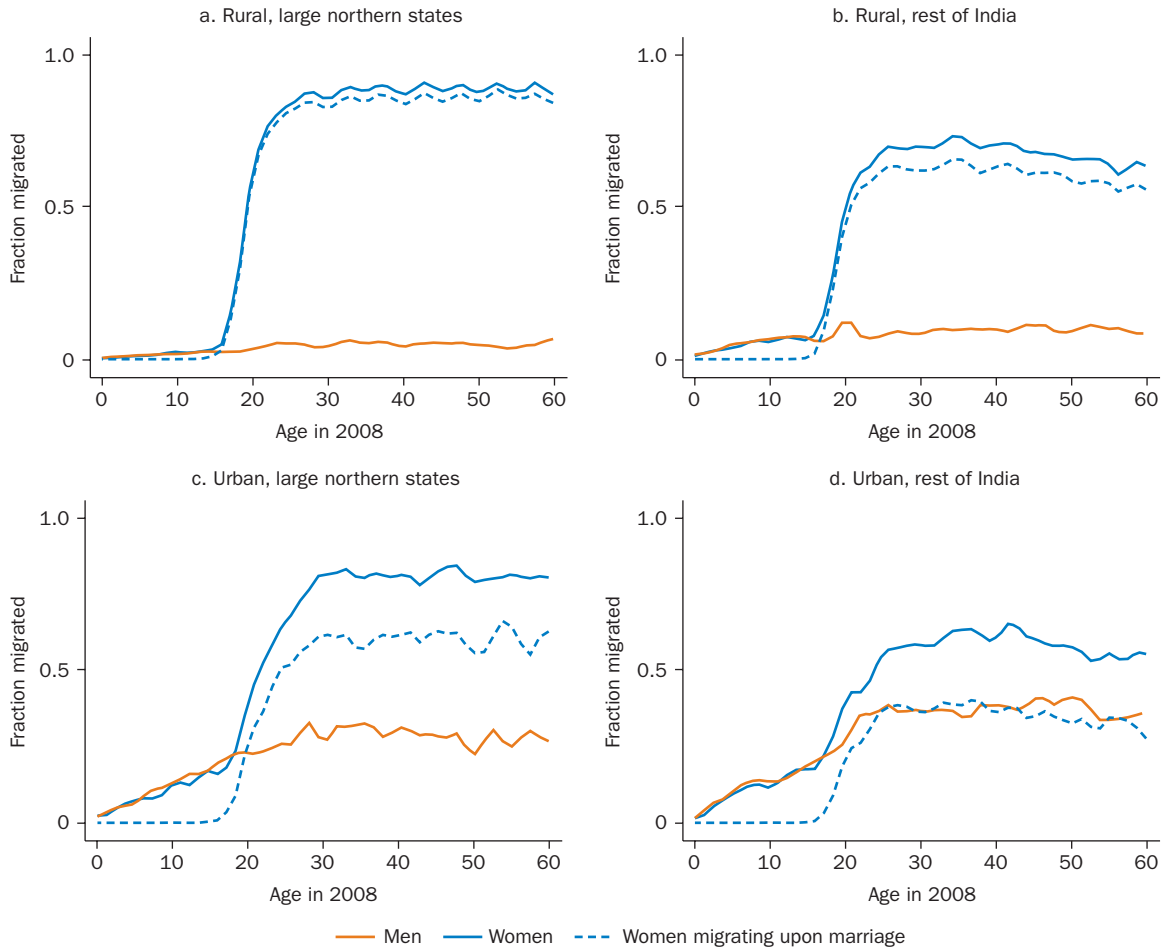 a. Rural, large northern states
1.0
0.5
0
Fraction migrated
0 10 20 30 40 50 60
Age in 2008
b. Rural, rest of India
1.0
0.5
0
Fraction migrated
0 10 20 30 40 50 60
Age in 2008
c. Urban, large northern states
1.0
0.5
0
Fraction migrated
0 10 20 30 40 50 60
Age in 2008
d. Urban, rest of India
1.0
0.5
0
Fraction migrated
0 10 20 30 40 50 60
Age in 2008
Men Women Women migrating upon marriage